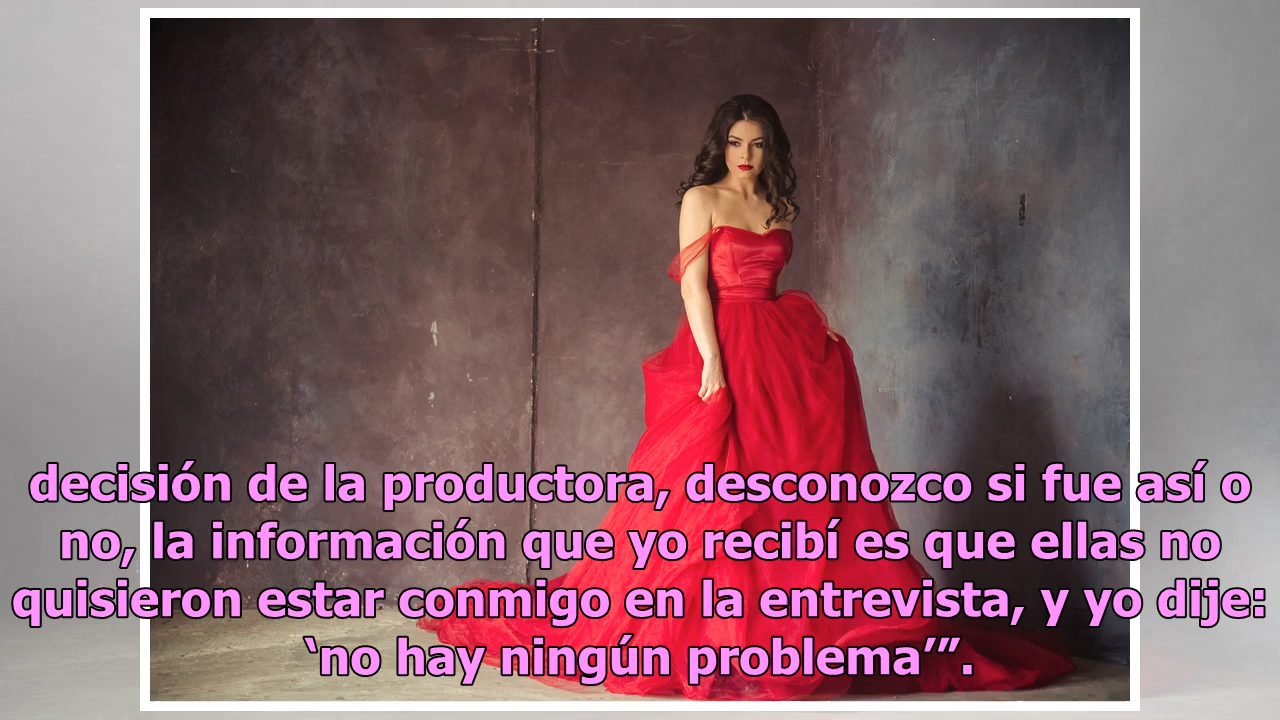 decisión de la productora, desconozco si fue así o
no, la información que yo recibí es que ellas no
quisieron estar conmigo en la entrevista, y yo dije:
‘no hay ningún problema’”.